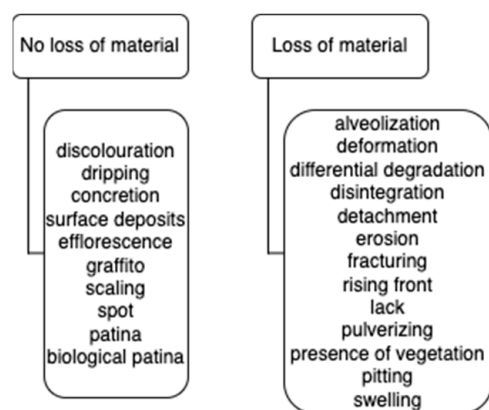 No loss of material
discolouration
dripping
concretion
surface deposits
efflorescence
graffito
scaling
spot
patina
biological patina
Loss of material
alveolization
deformation
differential degradation
disintegration
detachment
erosion
fracturing
rising front
lack
pulverizing
presence of vegetation
pitting
swelling